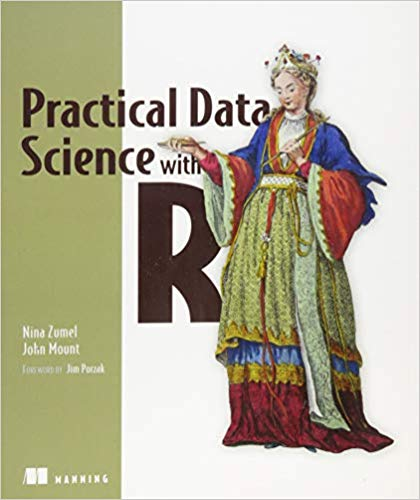 Practical Data
Science with
R
Nina Zumel
John Mount
FOREWORD BY Jim Porzak
MANNING